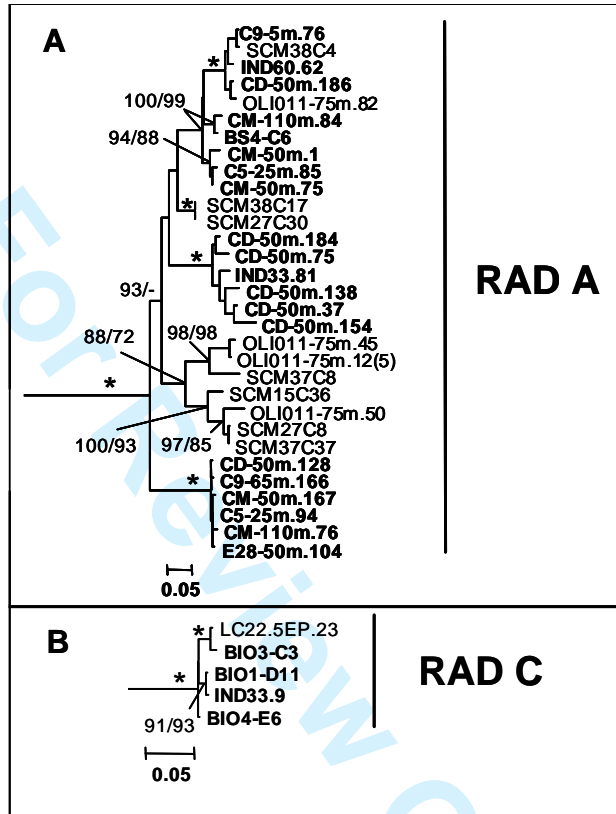 A
C9-5m.76
SCM38C4
IND60.62
*
CD-50m.186
OLI011-75m.82
100/99
CM-110m.84
94/88
BS4-C6
CM-50m.1
C5-25m.85
CM-50m.75
*
SCM38C17
SCM27C30
CD-50m.184
*
CD-50m.75
IND33.81
RAD A
93/-
CD-50m.138
CD-50m.37
CD-50m.154
98/98
OLI011-75m.45
88/72
OLI011-75m.12(5)
SCM37C8
*
SCM15C36
OLI011-75m.50
100/93
97/85
SCM27C8
SCM37C37
CD-50m.128
*
C9-65m.166
CM-50m.167
C5-25m.94
CM-110m.76
E28-50m.104
0.05
B
*
LC22.5EP.23
BIO3-C3
*
BIO1-D11
RAD C
IND33.9
91/93
BIO4-E6
0.05
For Review O